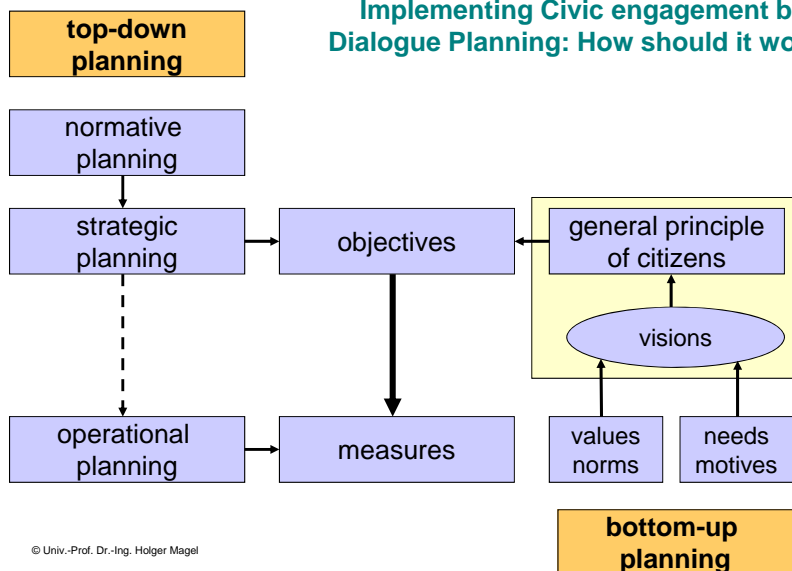 Implementing Civic engagement b
Dialogue Planning: How should it wo
top-down
planning
normative
planning
strategic
planning
objectives
general principle
of citizens
visions
operational
planning
measures
values
norms
needs
motives
bottom-up
planning
© Univ.-Prof. Dr.-Ing. Holger Magel